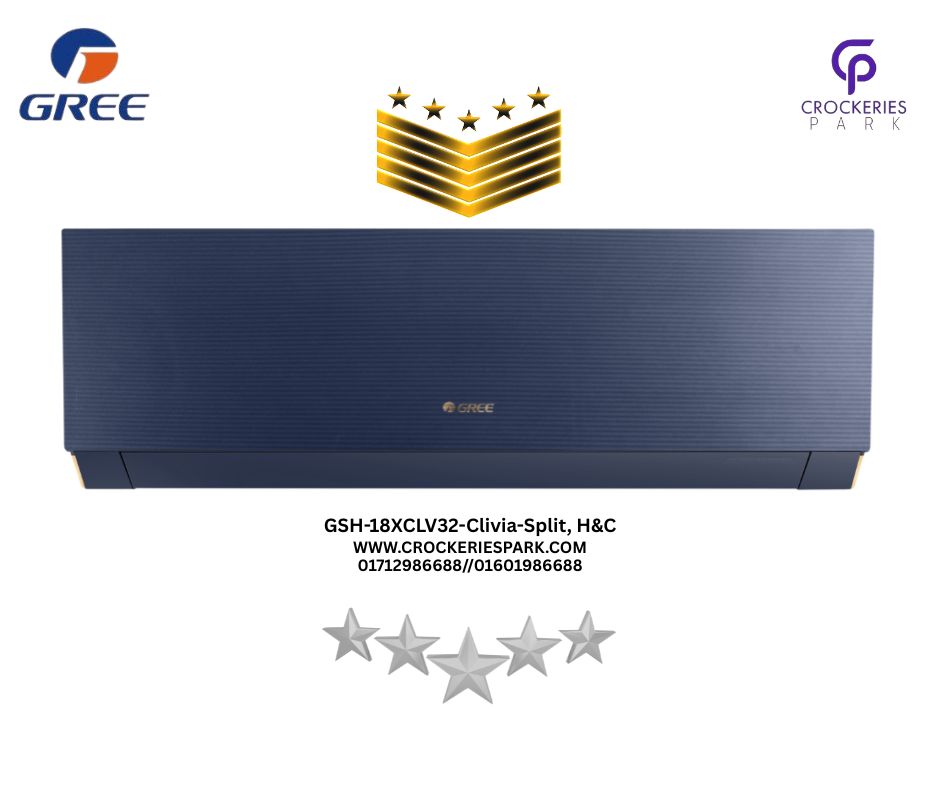 GREE
CROCKERIES
PARK
GREE
GSH-18XCLV32-Clivia-Split, H&C
WWW.CROCKERIESPARK.COM
01712986688//01601986688